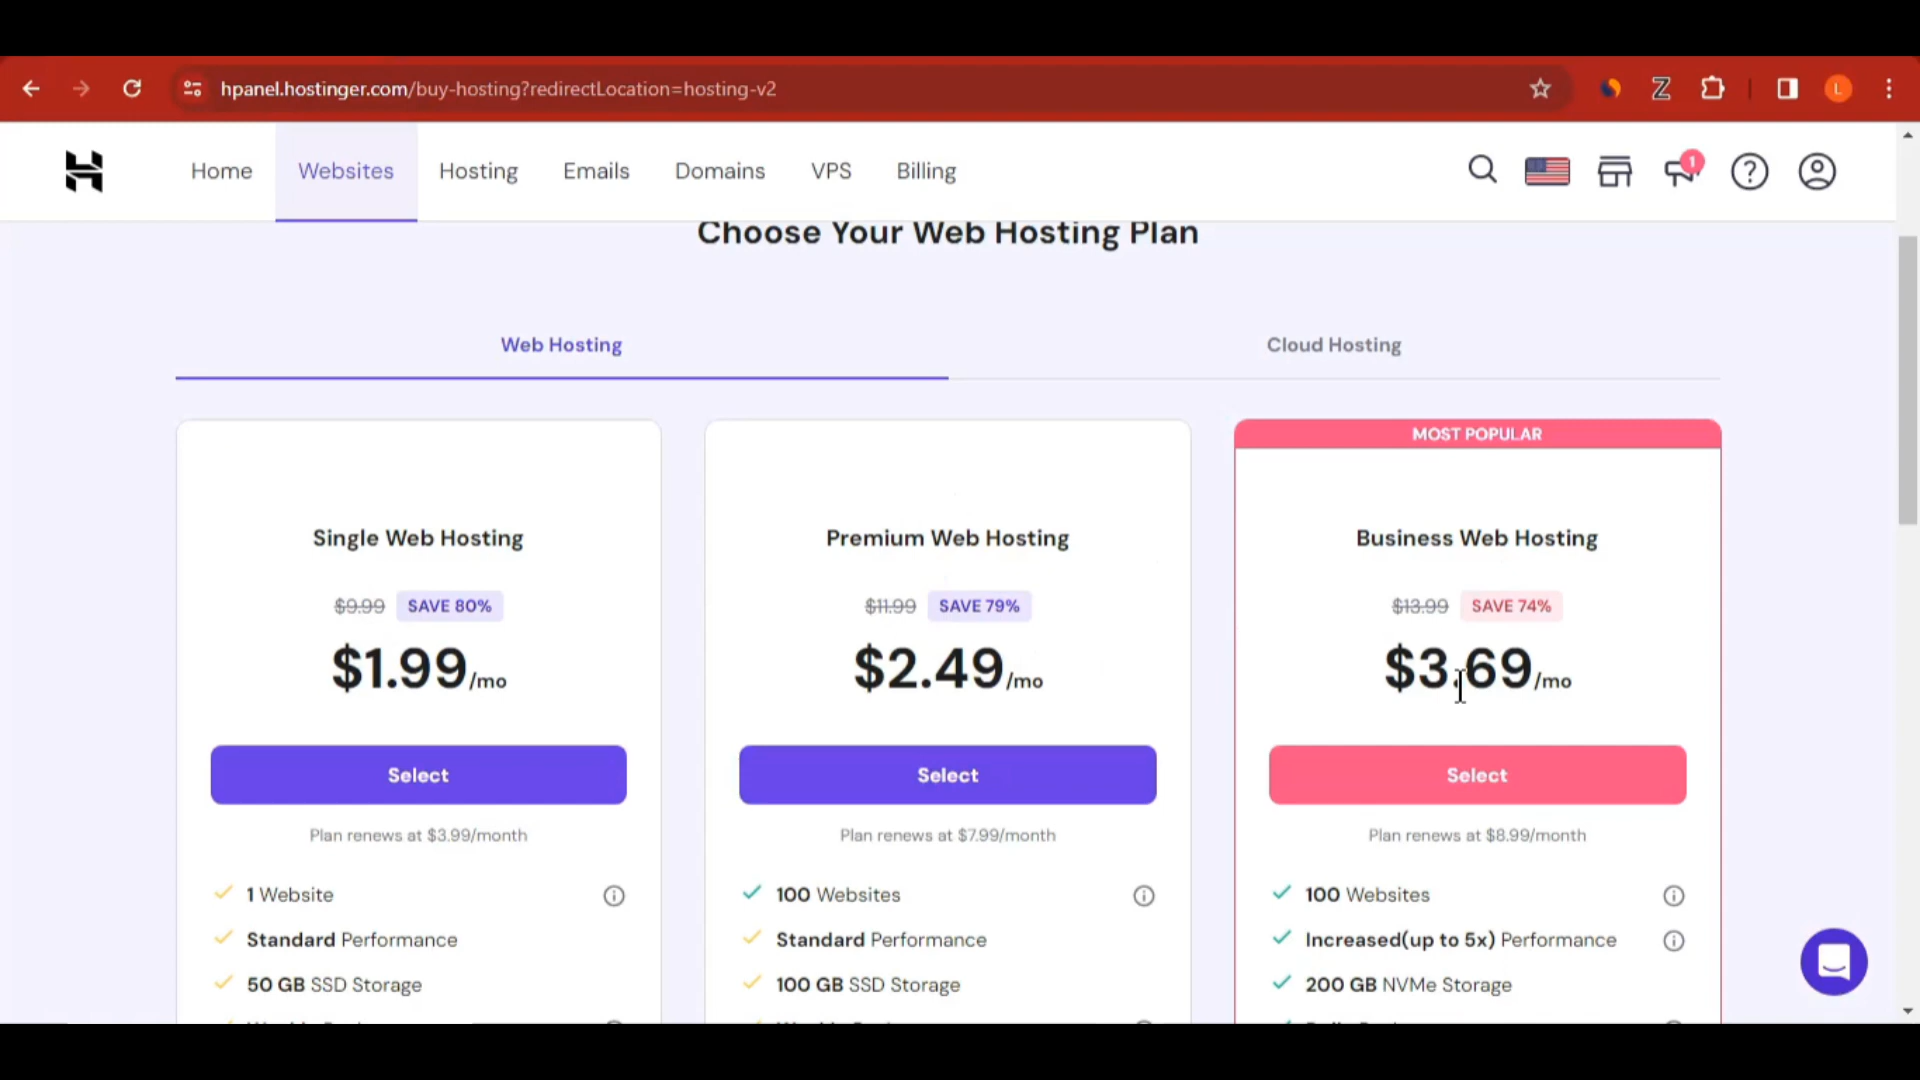 hpanel.hostinger.com/buy-hosting?redirectLocation=hosting-v2
L
Home
Websites
Hosting
Emails
Domains
VPS
Billing
1
Choose Your Web Hosting Plan
Web Hosting
Cloud Hosting
MOST POPULAR
Single Web Hosting
$9.99 SAVE 80%
$1.99/mo
Select
Plan renews at $3.99/month
1 Website
Standard Performance
50 GB SSD Storage
Premium Web Hosting
$11.99 SAVE 79%
$2.49/mo
Select
Plan renews at $7.99/month
100 Websites
Standard Performance
100 GB SSD Storage
Business Web Hosting
$13.99 SAVE 74%
$3.69/mo
Select
Plan renews at $8.99/month
100 Websites
Increased(up to 5x) Performance
200 GB NVMe Storage